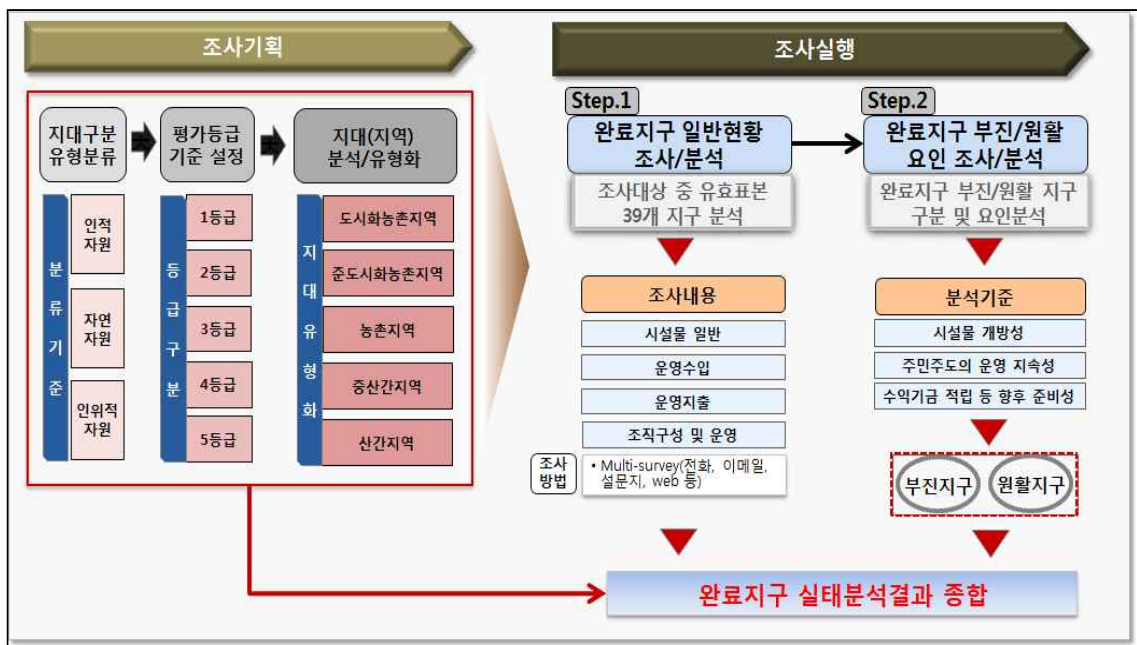 조사기획
지대구분
유형분류
평가등급
기준 설정
지대(지역)
분석/유형화
분류기준
인적
자원
자연
자원
인위적
자원
등급구분
1등급
2등급
3등급
4등급
5등급
지대유형화
도시화농촌지역
준도시화농촌지역
농촌지역
중산간지역
산간지역
조사실행
Step.1
완료지구 일반현황
조사/분석
조사대상 중 유효표본
39개 지구 분석
조사내용
시설물 일반
운영수입
운영지출
조직구성 및 운영
조사
방법
• Multi-survey(전화, 이메일,
설문지, web 등)
Step.2
완료지구 부진/원활
요인 조사/분석
완료지구 부진/원활 지구
구분 및 요인분석
분석기준
시설물 개방성
주민주도의 운영 지속성
수익기금 적립 등 향후 준비성
부진지구
원활지구
완료지구 실태분석결과 종합